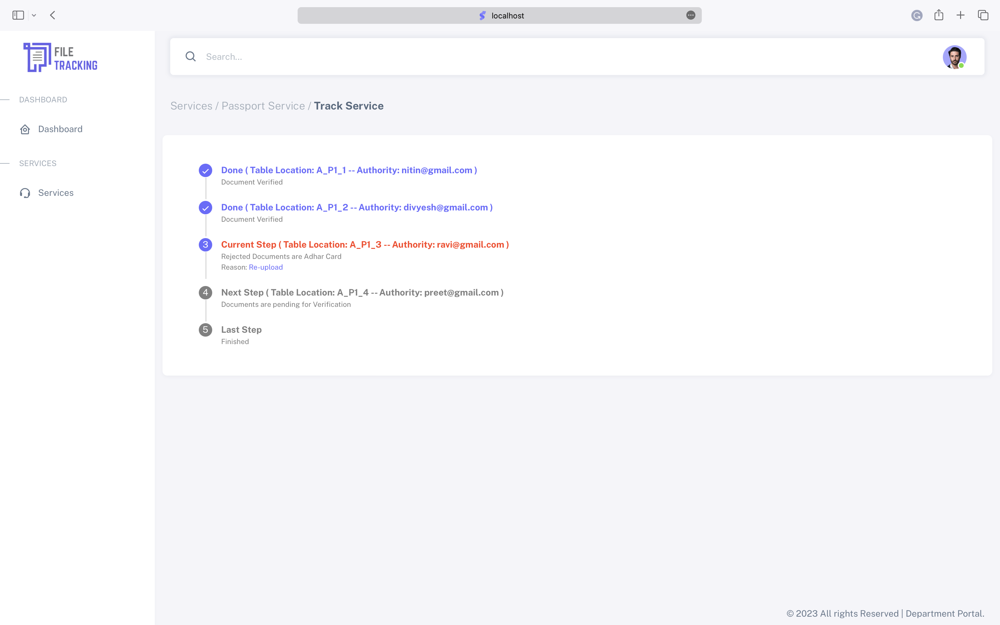 localhost
FILE
TRACKING
Search...
DASHBOARD
Services / Passport Service / Track Service
Dashboard
SERVICES
Services
Done ( Table Location: A_P1_1 -- Authority: nitin@gmail.com )
Document Verified
Done ( Table Location: A_P1_2 -- Authority: divyesh@gmail.com )
Document Verified
3
Current Step ( Table Location: A_P1_3 -- Authority: ravi@gmail.com )
Rejected Documents are Adhar Card
Reason: Re-upload
4
Next Step ( Table Location: A_P1_4 -- Authority: preet@gmail.com )
Documents are pending for Verification
5
Last Step
Finished
© 2023 All rights Reserved | Department Portal.